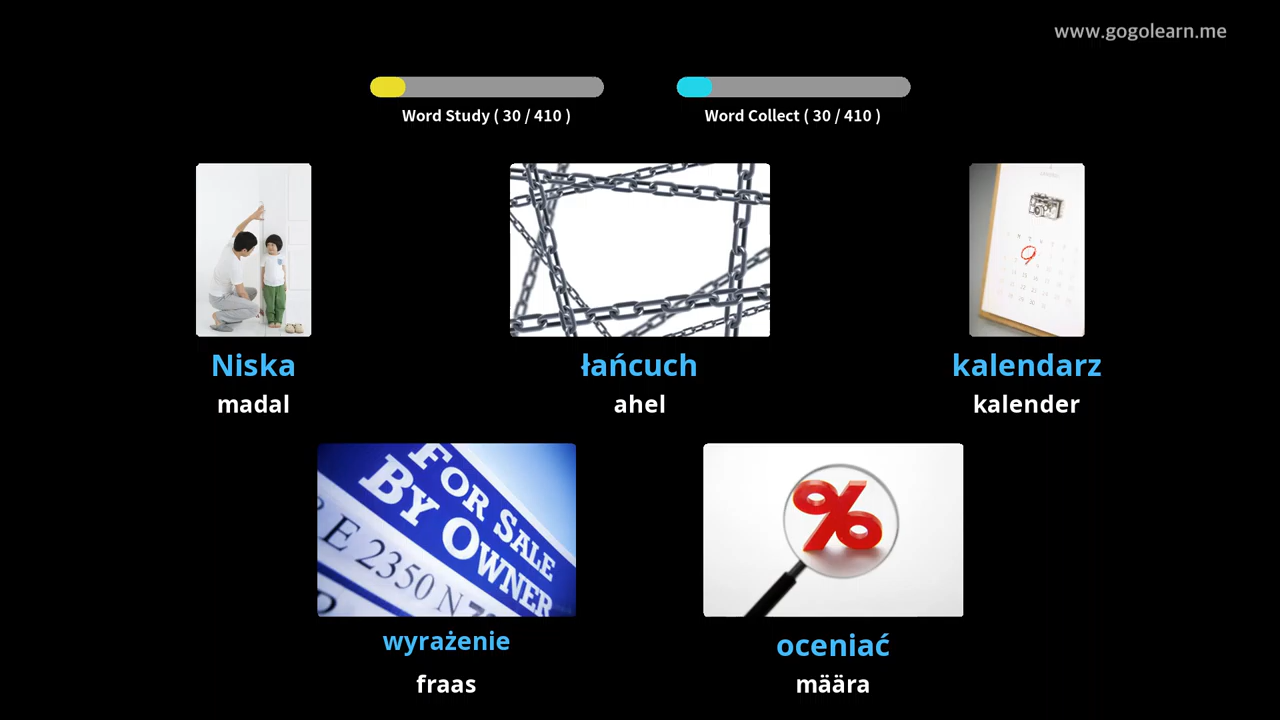 www.gogolearn.me
Word Study ( 30 / 410 )
Word Collect ( 30 / 410 )
Niska
madal
łańcuch
ahel
kalendarz
kalender
FOR SALE
BY OWNER
E 2350 N
wyrażenie
fraas
%
oceniać
määra